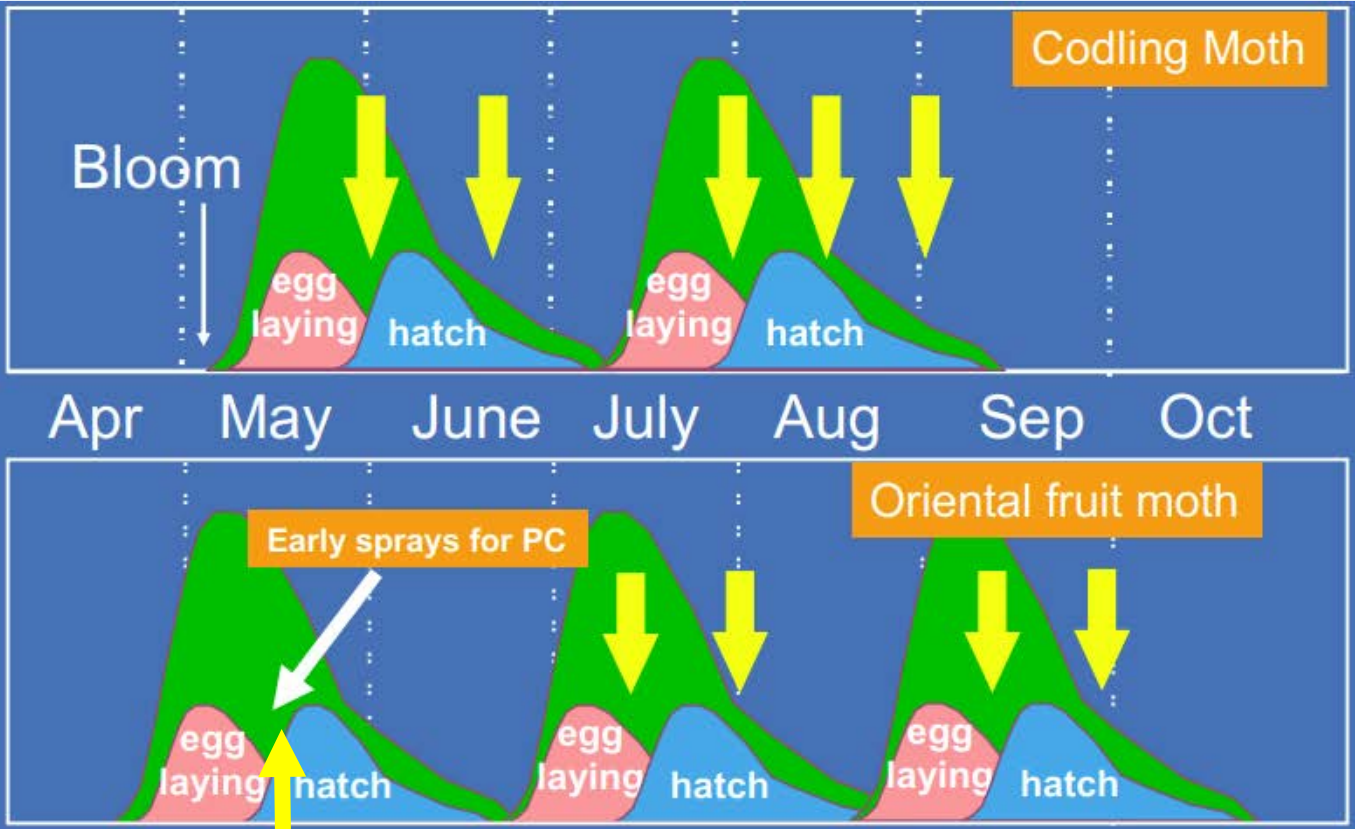 Codling Moth
Bloom
egg
laying
hatch
egg
laying
hatch
Apr May June July Aug Sep Oct
Oriental fruit moth
Early sprays for PC
egg
laying
hatch
egg
laying
hatch
egg
laying
hatch